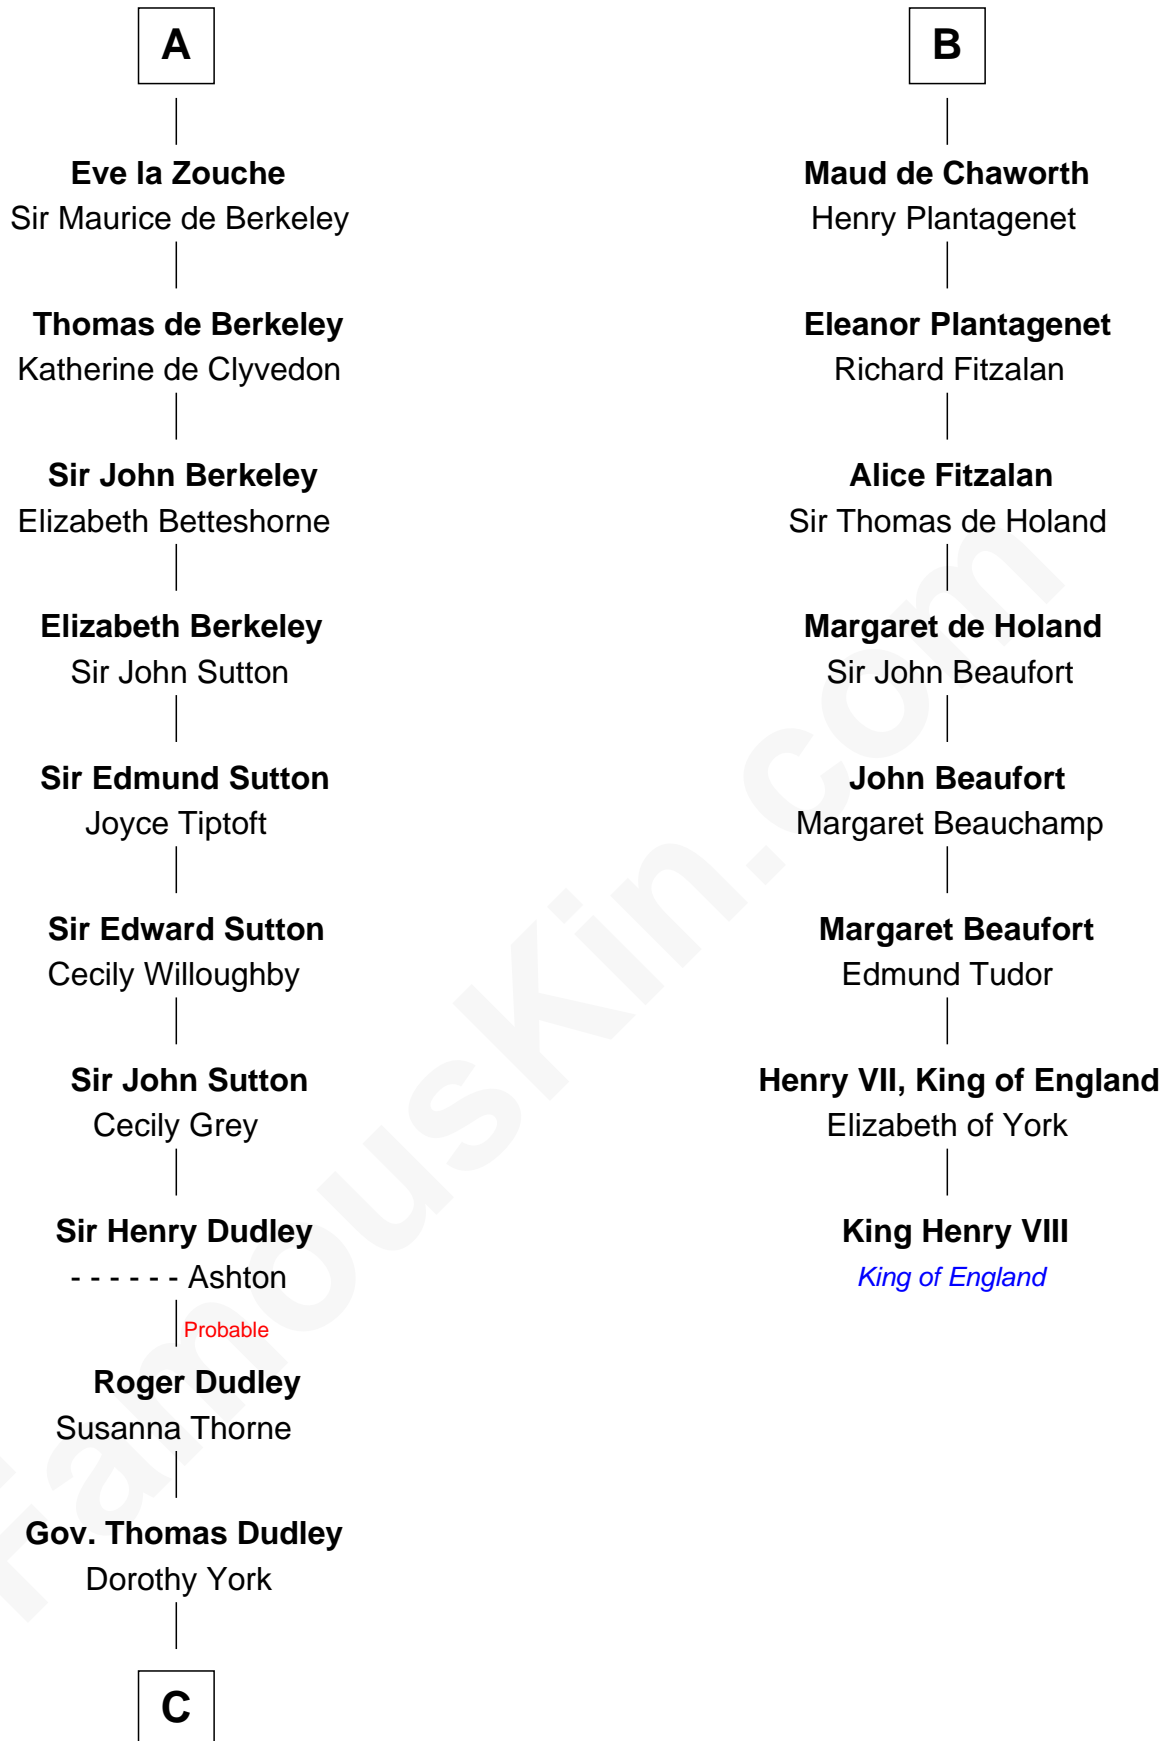 A
Eve la Zouche
Sir Maurice de Berkeley
Thomas de Berkeley
Katherine de Clyvedon
Sir John Berkeley
Elizabeth Betteshorne
Elizabeth Berkeley
Sir John Sutton
Sir Edmund Sutton
Joyce Tiptoft
Sir Edward Sutton
Cecily Willoughby
Sir John Sutton
Cecily Grey
Sir Henry Dudley
- - - - - - Ashton
Probable
Roger Dudley
Susanna Thorne
Gov. Thomas Dudley
Dorothy York
C
B
Maud de Chaworth
Henry Plantagenet
Eleanor Plantagenet
Richard Fitzalan
Alice Fitzalan
Sir Thomas de Holand
Margaret de Holand
Sir John Beaufort
John Beaufort
Margaret Beauchamp
Margaret Beaufort
Edmund Tudor
Henry VII, King of England
Elizabeth of York
King Henry VIII
King of England
FamousKin.com